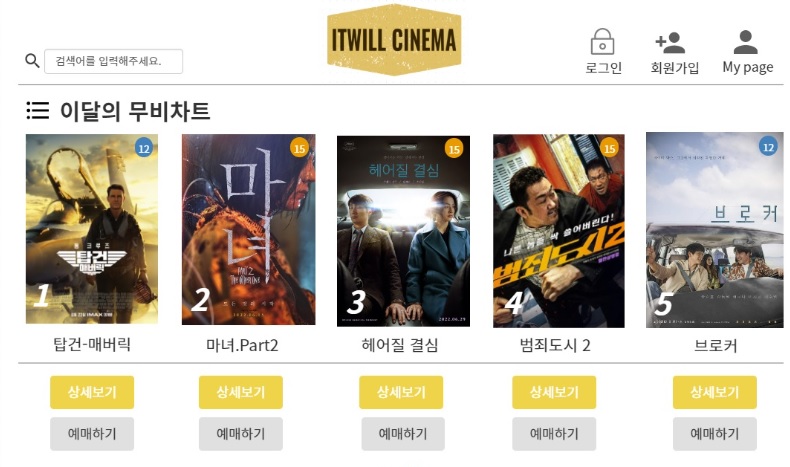 ITWILL CINEMA
검색어를 입력해주세요.
로그인
회원가입
My page
이달의 무비차트
12
탑건
매버릭
1
15
마녀
PART2.
2
15
헤어질 결심
2022.06.29
3
15
범죄도시2
4
12
브로커
5
탑건-매버릭
마녀.Part2
헤어질 결심
범죄도시 2
브로커
상세보기
상세보기
상세보기
상세보기
상세보기
예매하기
예매하기
예매하기
예매하기
예매하기